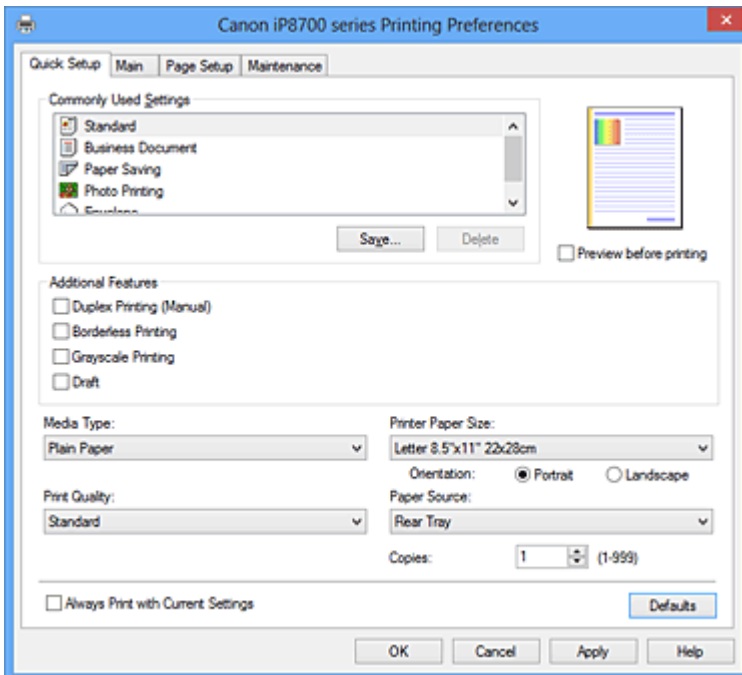 Canon iP8700 series Printing Preferences
Quick Setup Main Page Setup Maintenance
Commonly Used Settings
Standard
Business Document
Paper Saving
Photo Printing
Envelope
Save... Delete
Preview before printing
Additional Features
Duplex Printing (Manual)
Borderless Printing
Grayscale Printing
Draft
Media Type: Printer Paper Size:
Plain Paper Letter 8.5"x11" 22x28cm
Orientation: Portrait Landscape
Print Quality: Paper Source:
Standard Rear Tray
Copies: 1 (1-999)
Always Print with Current Settings Defaults
OK Cancel Apply Help